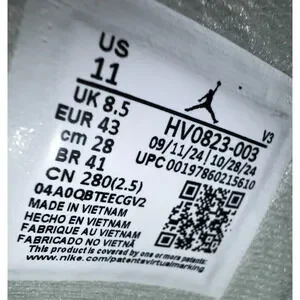 US
11
UK 8.5
EUR 43
cm 28
BR 41
CN 280(2.5)
04A0QBTEECGV2
MADE IN VIETNAM
HECHO EN VIETNAM
FABRIQUE AU VIETNAM
FABRICADO NO VIETNÃ
This product is covered by one or more patents. See
www.nike.com/patentsvirtualmarking
V3
HV0823-003
09/11/24 | 10/28/24
UPC 00197860215610